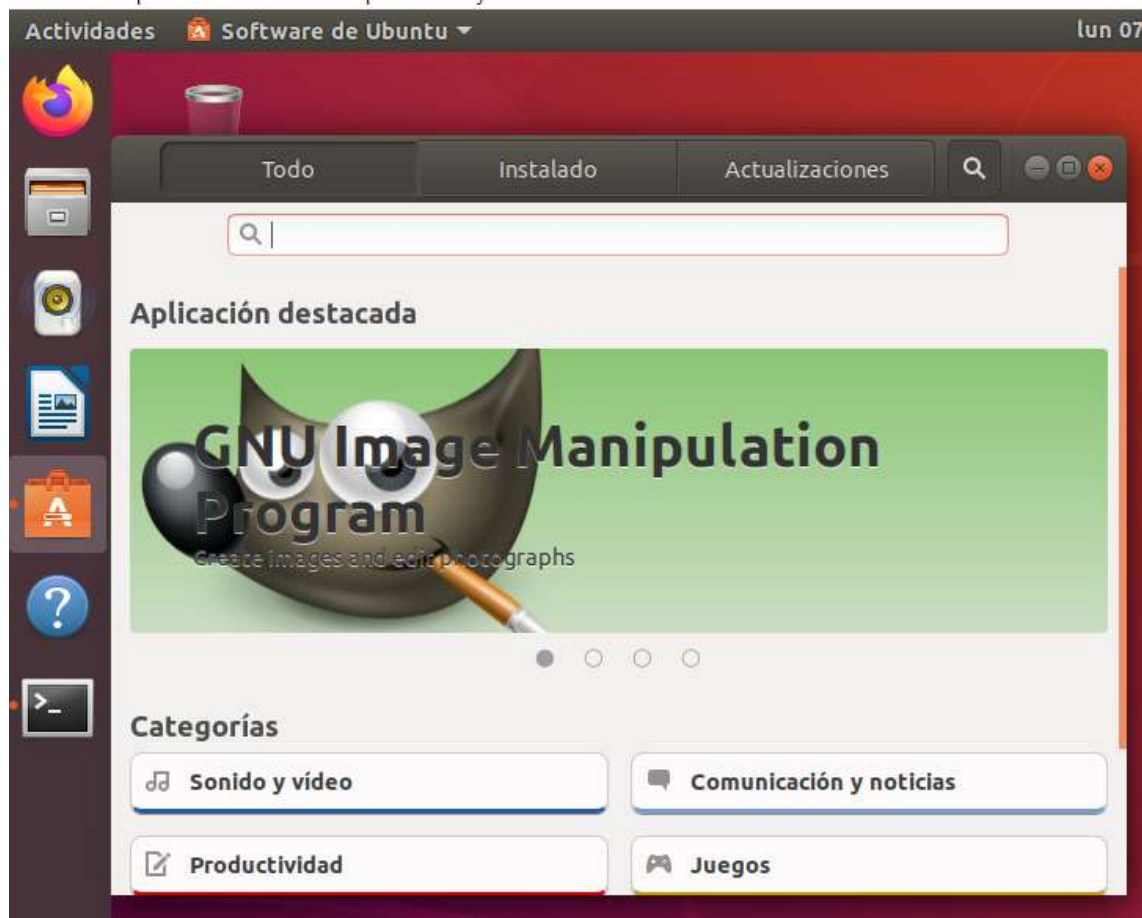 Actividades Software de Ubuntu lun 07
Todo Instalado Actualizaciones
Aplicación destacada
GNU Image Manipulation
Program
Create images and edit photographs
Categorías
Sonido y vídeo Comunicación y noticias
Productividad Juegos